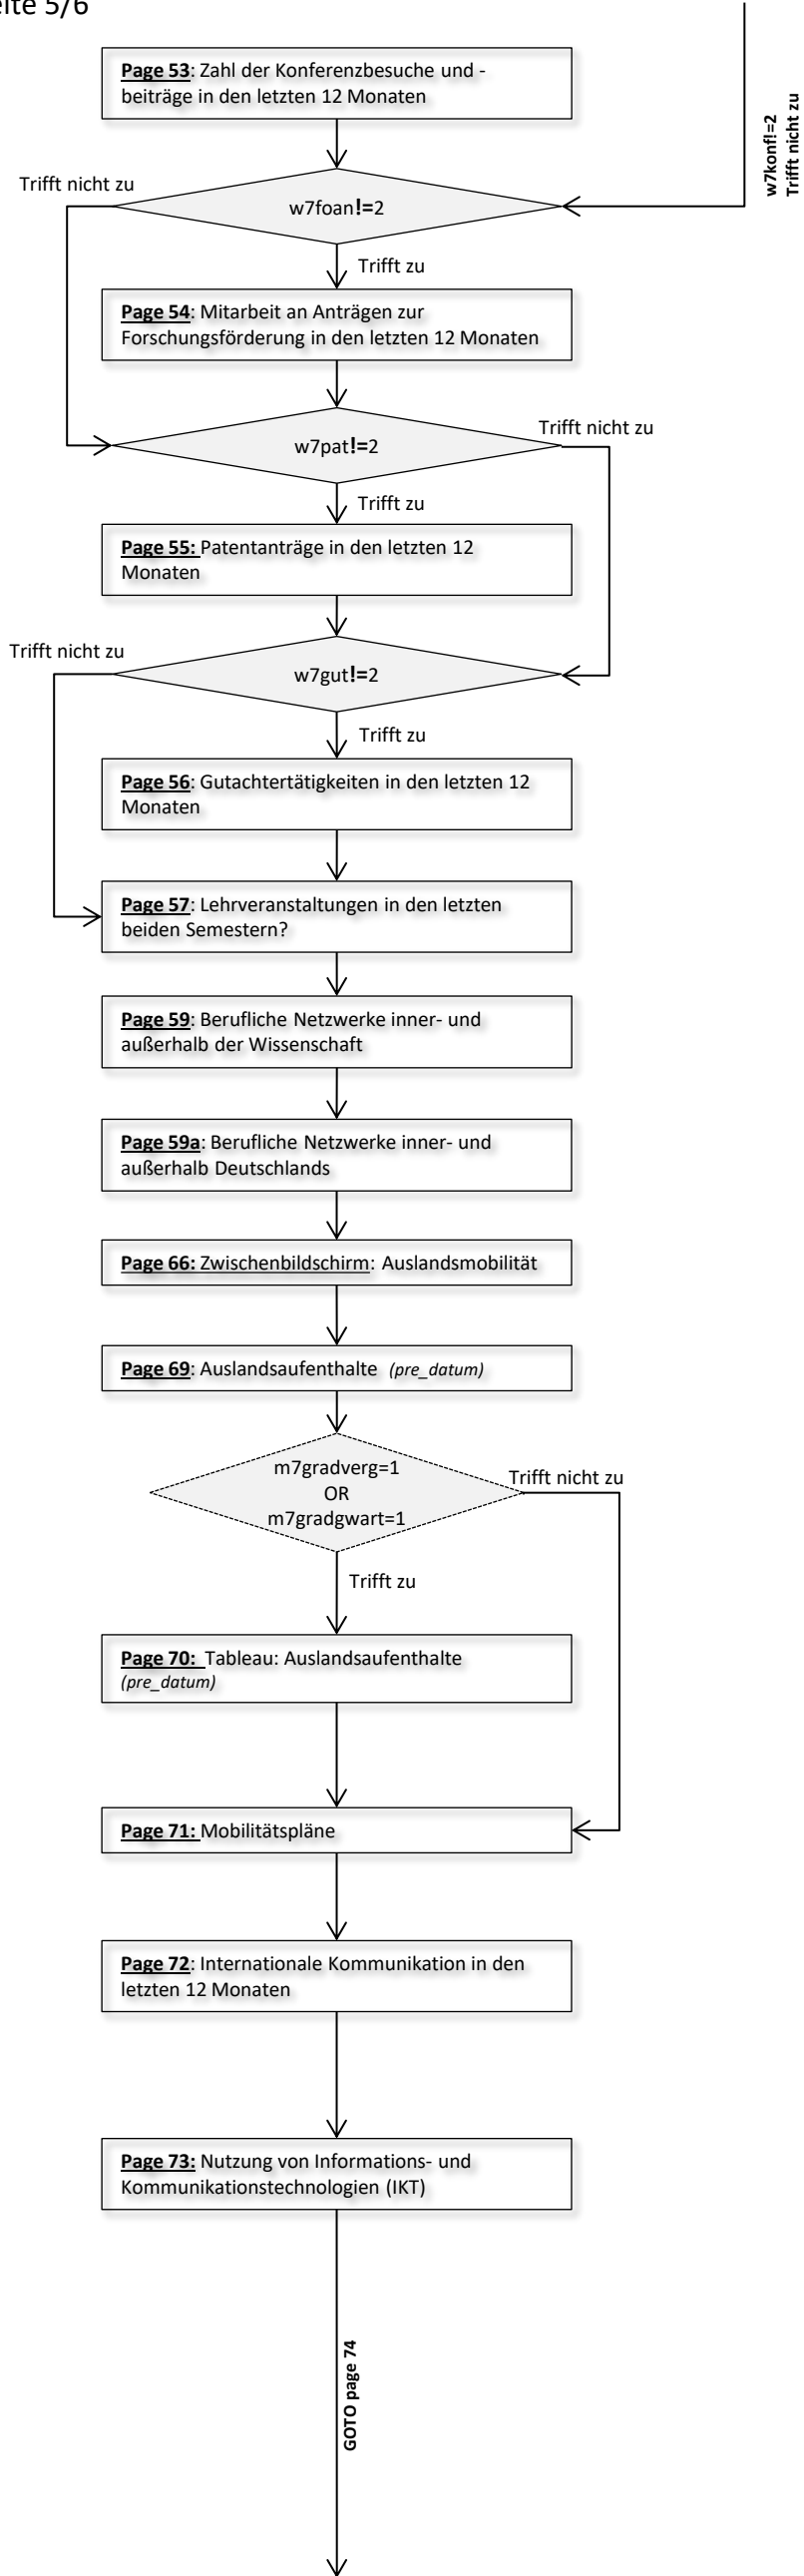 eite 5/6
Page 53: Zahl der Konferenzbesuche und -
beiträge in den letzten 12 Monaten
w7konf!=2
Trifft nicht zu
Trifft nicht zu
w7foan!=2
Trifft zu
Page 54: Mitarbeit an Anträgen zur
Forschungsförderung in den letzten 12 Monaten
Trifft nicht zu
w7pat!=2
Trifft zu
Page 55: Patentanträge in den letzten 12
Monaten
Trifft nicht zu
w7gut!=2
Trifft zu
Page 56: Gutachtertätigkeiten in den letzten 12
Monaten
Page 57: Lehrveranstaltungen in den letzten
beiden Semestern?
Page 59: Berufliche Netzwerke inner- und
außerhalb der Wissenschaft
Page 59a: Berufliche Netzwerke inner- und
außerhalb Deutschlands
Page 66: Zwischenbildschirm: Auslandsmobilität
Page 69: Auslandsaufenthalte (pre_datum)
m7gradverg=1
OR
m7gradgwart=1
Trifft nicht zu
Trifft zu
Page 70: Tableau: Auslandsaufenthalte
(pre_datum)
Page 71: Mobilitätspläne
Page 72: Internationale Kommunikation in den
letzten 12 Monaten
Page 73: Nutzung von Informations- und
Kommunikationstechnologien (IKT)
GOTO page 74